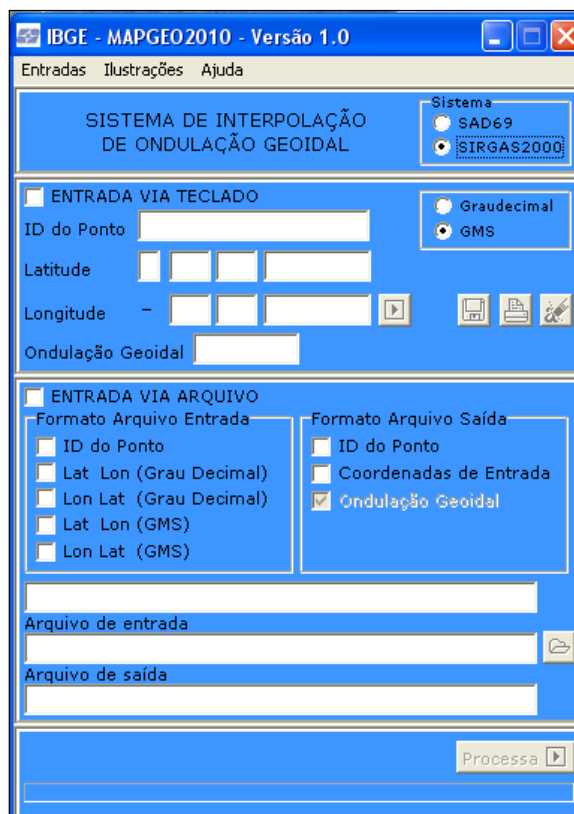 IBGE - MAPGEO2010 - Versão 1.0
Entradas Ilustrações Ajuda
SISTEMA DE INTERPOLAÇÃO
DE ONDULAÇÃO GEOIDAL
Sistema
SAD69
SIRGAS2000
ENTRADA VIA TECLADO
ID do Ponto
Graudecimal
GMS
Latitude
Longitude -
Ondulação Geoidal
ENTRADA VIA ARQUIVO
Formato Arquivo Entrada
ID do Ponto
Lat Lon (Grau Decimal)
Lon Lat (Grau Decimal)
Lat Lon (GMS)
Lon Lat (GMS)
Formato Arquivo Saída
ID do Ponto
Coordenadas de Entrada
Ondulação Geoidal
Arquivo de entrada
Arquivo de saída
Processa